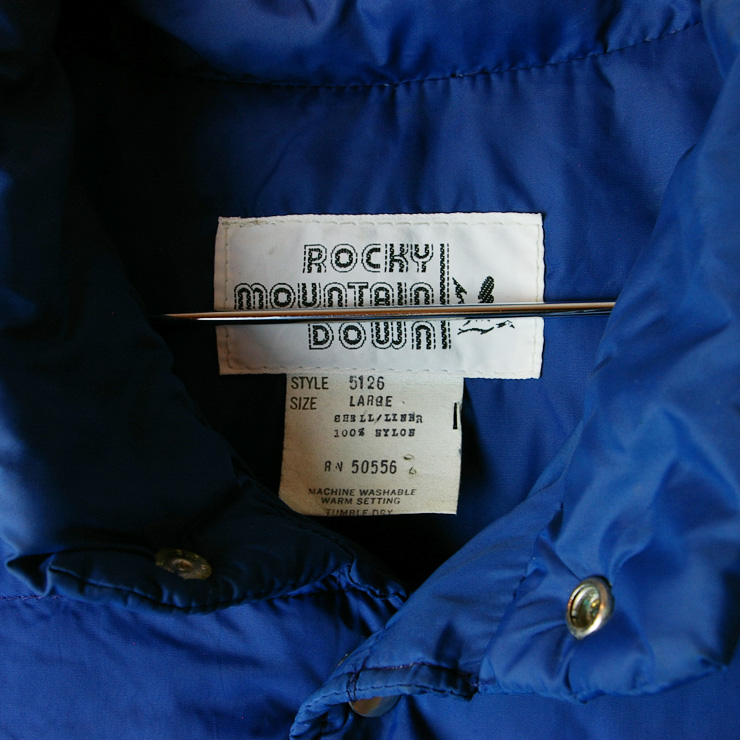 ROCKY
MOUNTAIN
DOWN
STYLE 5126
SIZE LARGE
SHELL/LINER
100% NYLON
RN 50556
MACHINE WASHABLE
WARM SETTING
TUMBLE DRY